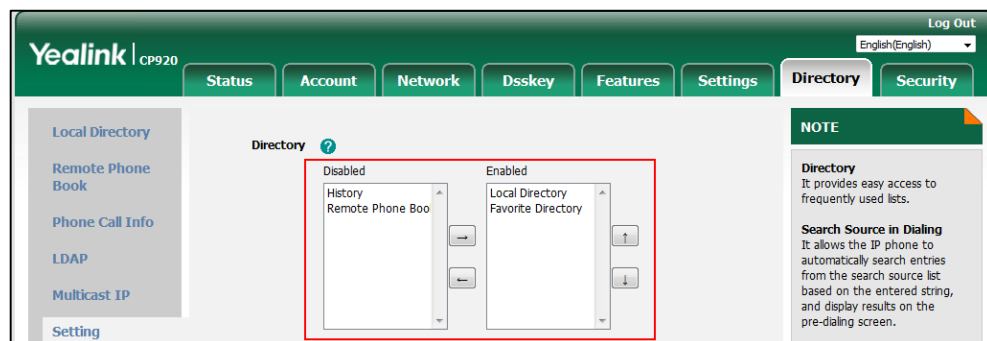 Log Out
Yealink | CP920
English(English)
Status Account Network Dsskey Features Settings Directory Security
Local Directory
Remote Phone
Book
Phone Call Info
LDAP
Multicast IP
Setting
Directory ?
Disabled
History
Remote Phone Boo
→
←
Enabled
Local Directory
Favorite Directory
↑
↓
NOTE
Directory
It provides easy access to
frequently used lists.
Search Source in Dialing
It allows the IP phone to
automatically search entries
from the search source list
based on the entered string,
and display results on the
pre-dialing screen.